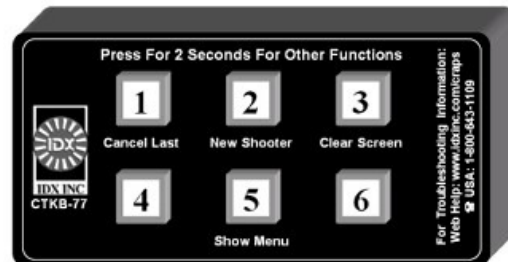 Press For 2 Seconds For Other Functions
1 2 3
Cancel Last New Shooter Clear Screen
IDX
IDX INC
CTKB-77
4 5 6
Show Menu
For Troubleshooting Information:
Web Help: www.idxinc.com/craps
☎ USA: 1-800-643-1109